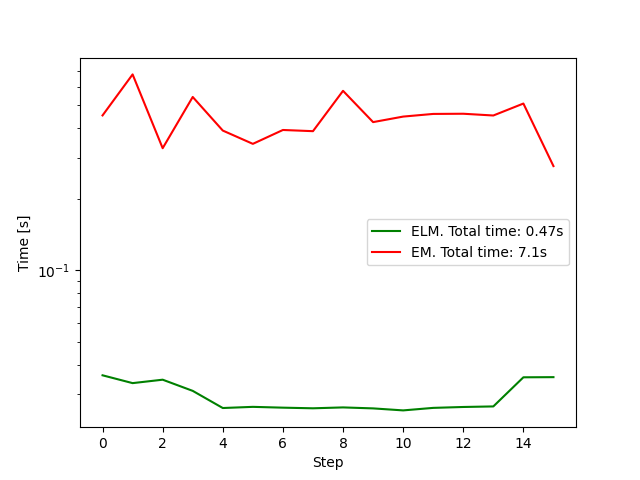 Time [s]
10⁻¹
ELM. Total time: 0.47s
EM. Total time: 7.1s
0 2 4 6 8 10 12 14
Step